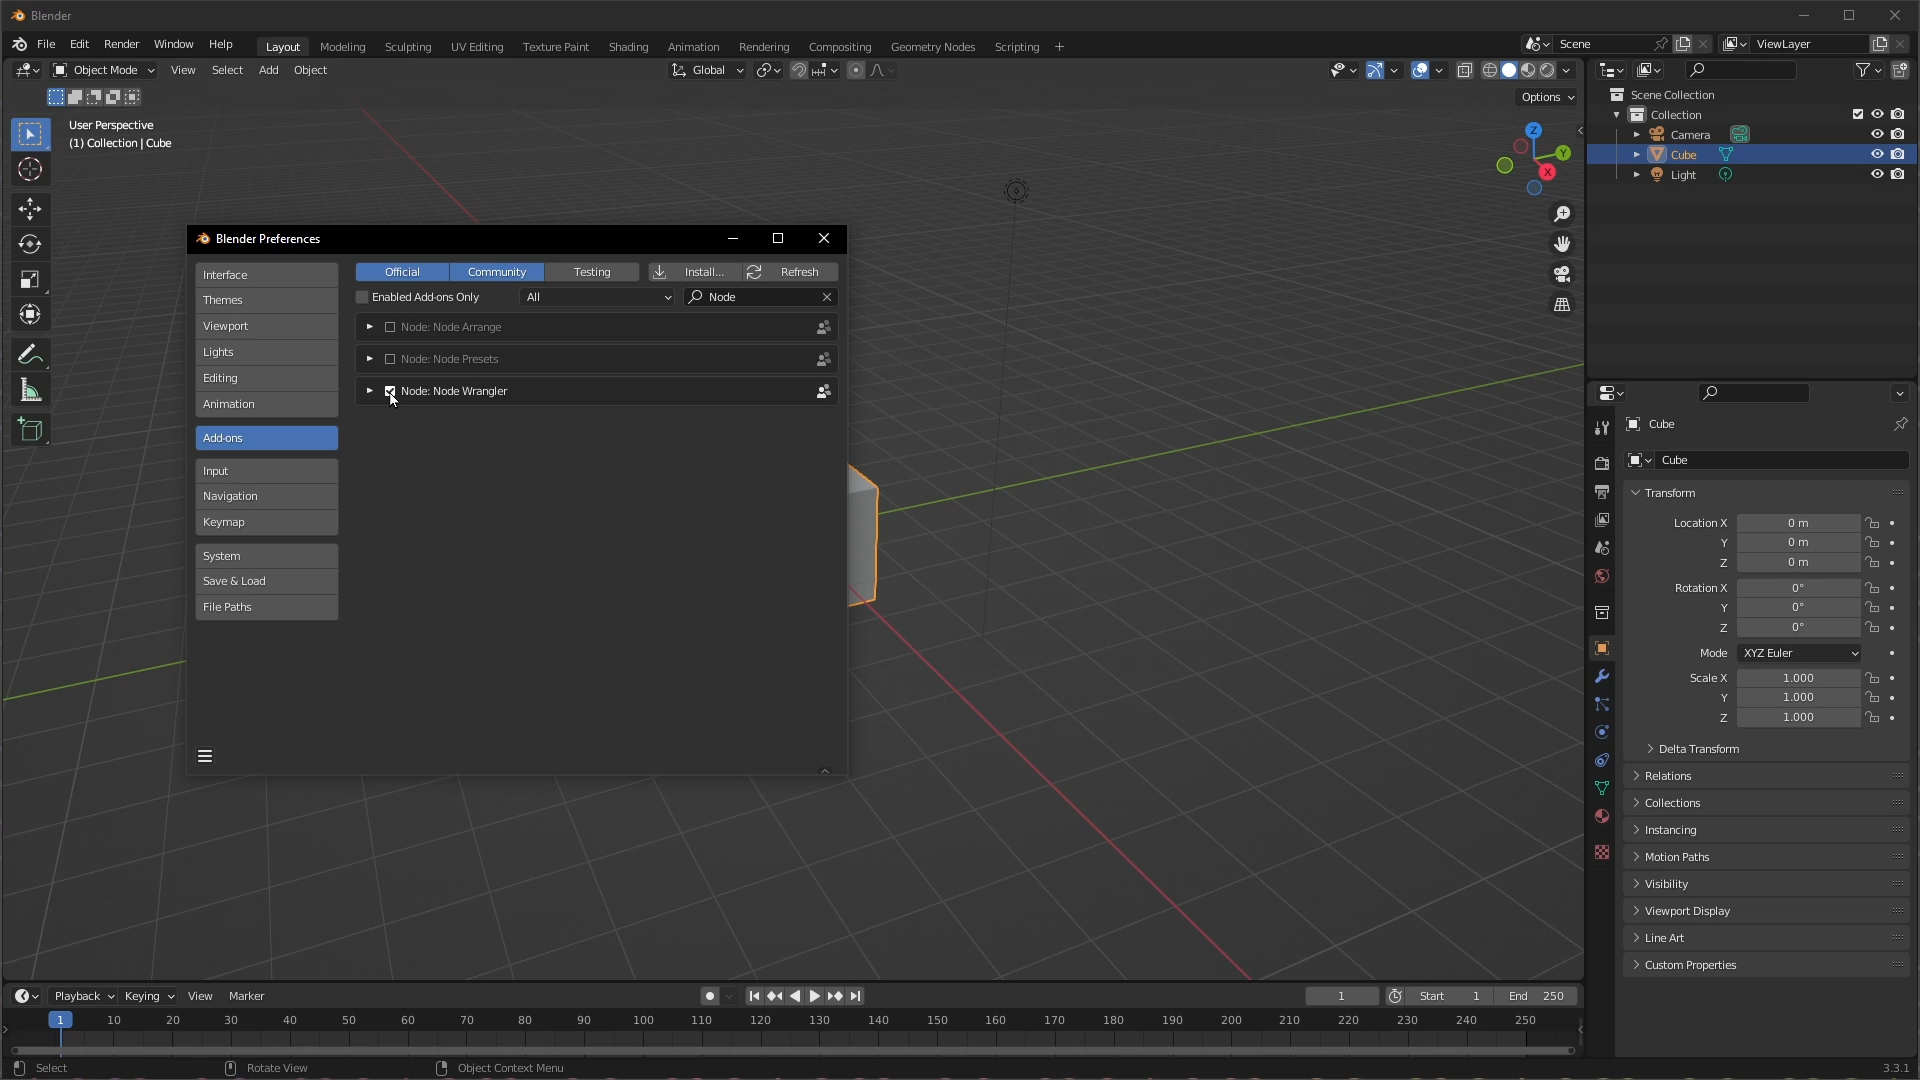 Blender
File Edit Render Window Help Layout Modeling Sculpting UV Editing Texture Paint Shading Animation Rendering Compositing Geometry Nodes Scripting + Scene ViewLayer
Object Mode View Select Add Object Global
Options
User Perspective
(1) Collection | Cube
Z
Y
X
Scene Collection
Collection
Camera
Cube
Light
Blender Preferences
Interface
Themes
Viewport
Lights
Editing
Animation
Add-ons
Input
Navigation
Keymap
System
Save & Load
File Paths
Official Community Testing Install... Refresh
Enabled Add-ons Only All Node
Node: Node Arrange
Node: Node Presets
Node: Node Wrangler
Cube
Cube
Transform
Location X 0 m
Y 0 m
Z 0 m
Rotation X 0°
Y 0°
Z 0°
Mode XYZ Euler
Scale X 1.000
Y 1.000
Z 1.000
Delta Transform
Relations
Collections
Instancing
Motion Paths
Visibility
Viewport Display
Line Art
Custom Properties
Playback Keying View Marker 1 Start 1 End 250
1 10 20 30 40 50 60 70 80 90 100 110 120 130 140 150 160 170 180 190 200 210 220 230 240 250
Select Rotate View Object Context Menu 3.3.1